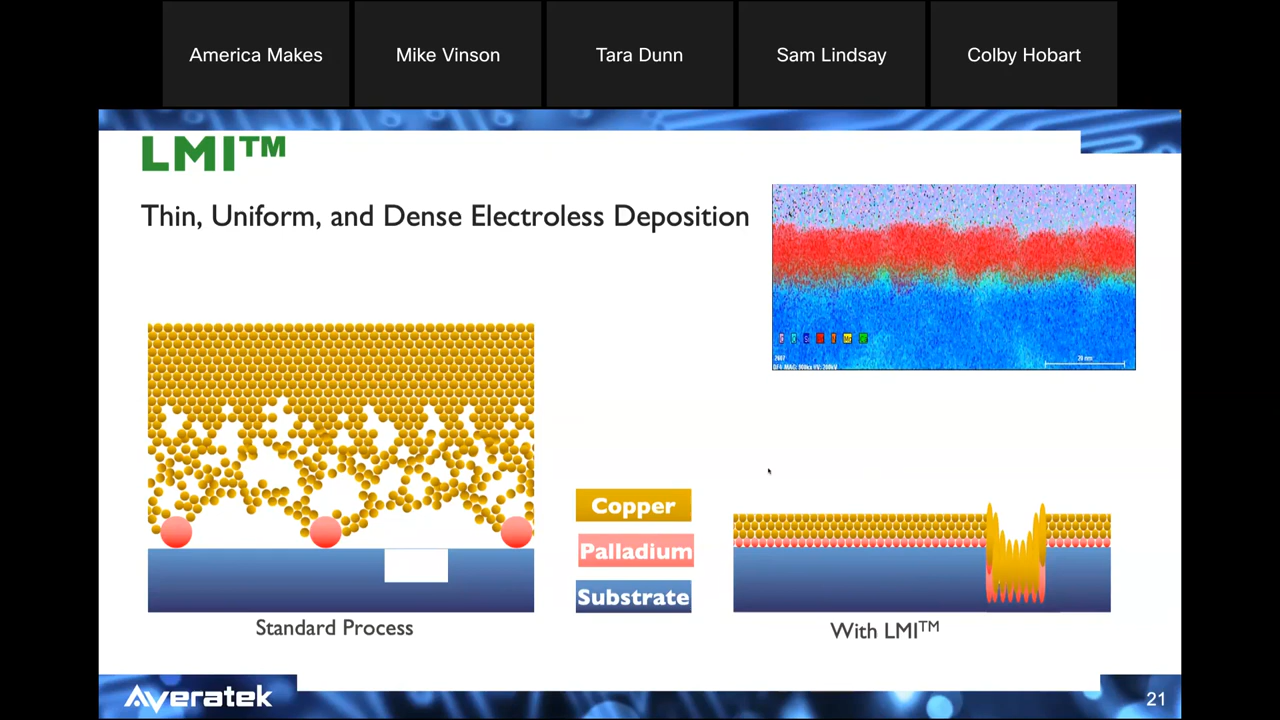 America Makes
Mike Vinson
Tara Dunn
Sam Lindsay
Colby Hobart
LMI™
Thin, Uniform, and Dense Electroless Deposition
Copper
Palladium
Substrate
Standard Process
With LMI™
Averatek
21